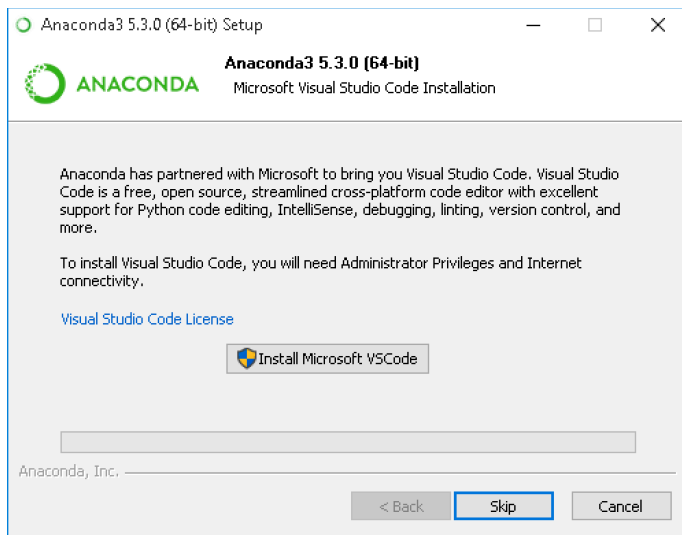 Anaconda3 5.3.0 (64-bit) Setup
ANACONDA
Anaconda3 5.3.0 (64-bit)
Microsoft Visual Studio Code Installation
Anaconda has partnered with Microsoft to bring you Visual Studio Code. Visual Studio
Code is a free, open source, streamlined cross-platform code editor with excellent
support for Python code editing, IntelliSense, debugging, linting, version control, and
more.
To install Visual Studio Code, you will need Administrator Privileges and Internet
connectivity.
Visual Studio Code License
Install Microsoft VSCode
Anaconda, Inc.
< Back
Skip
Cancel